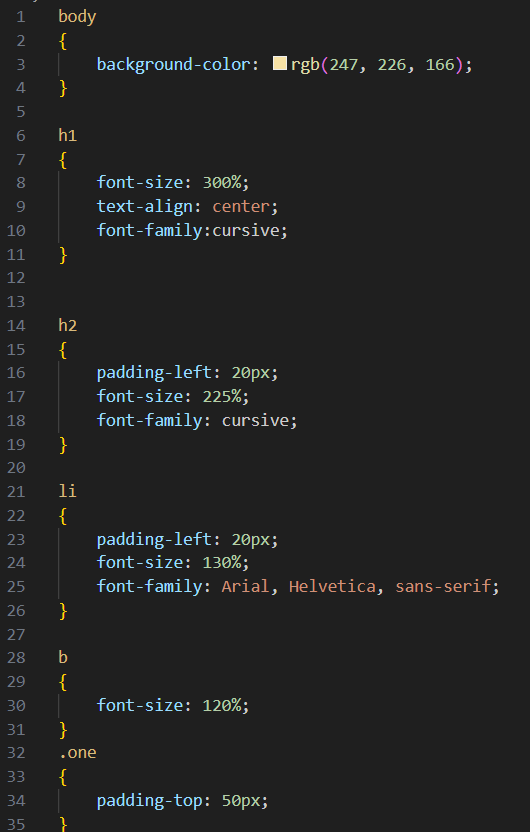 1 body
2 {
3 background-color: rgb(247, 226, 166);
4 }
5
6 h1
7 {
8 font-size: 300%;
9 text-align: center;
10 font-family:cursive;
11 }
12
13
14 h2
15 {
16 padding-left: 20px;
17 font-size: 225%;
18 font-family: cursive;
19 }
20
21 li
22 {
23 padding-left: 20px;
24 font-size: 130%;
25 font-family: Arial, Helvetica, sans-serif;
26 }
27
28 b
29 {
30 font-size: 120%;
31 }
32 .one
33 {
34 padding-top: 50px;
35 }